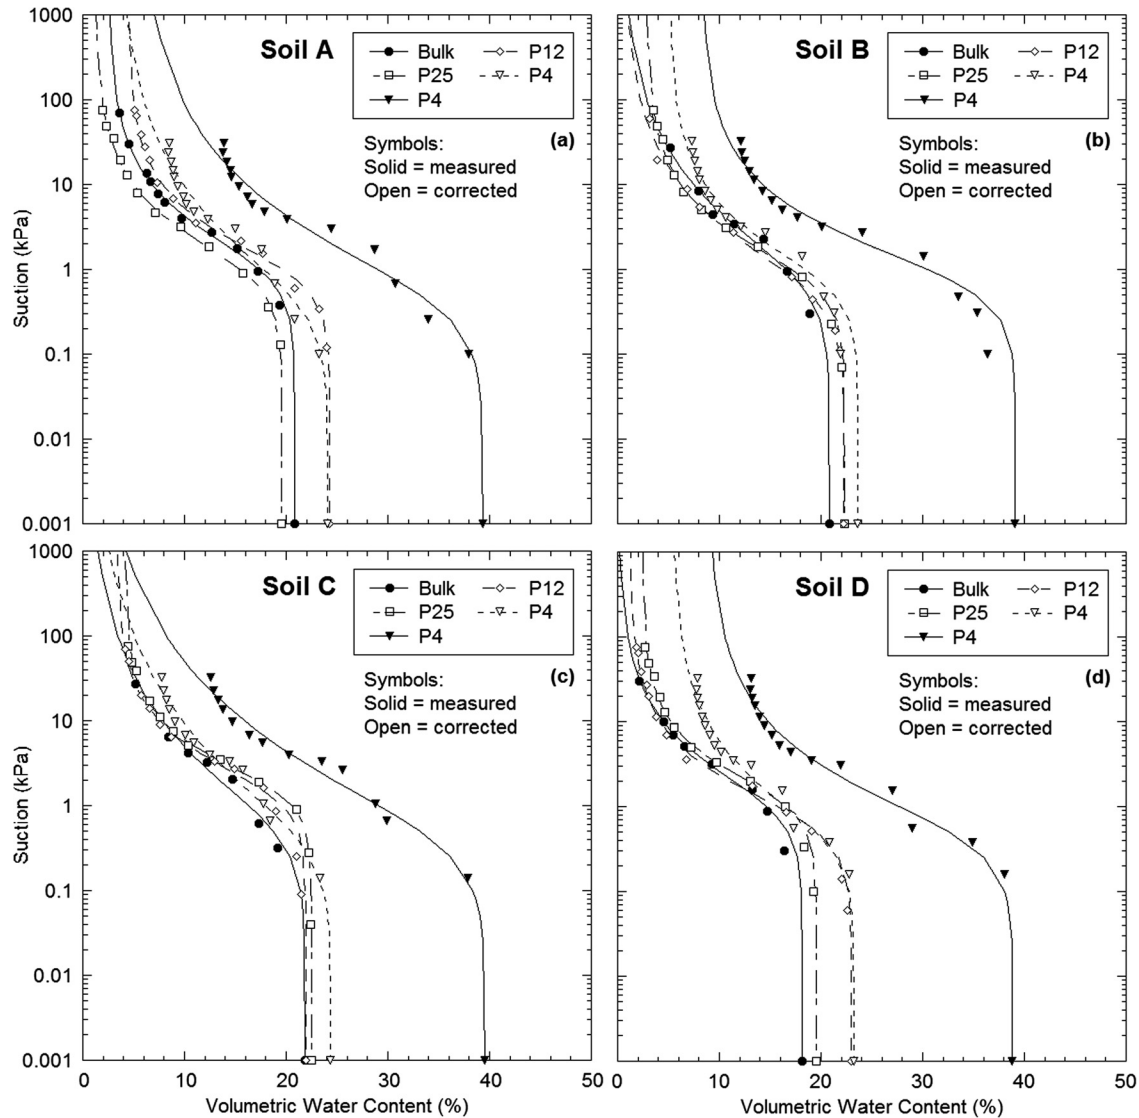 Soil A
Bulk
P12
P25
P4
P4
(a)
Symbols:
Solid = measured
Open = corrected
1000
100
10
1
0.1
0.01
0.001
Suction (kPa)
Soil B
Bulk
P12
P25
P4
P4
(b)
Symbols:
Solid = measured
Open = corrected
Soil C
Bulk
P12
P25
P4
P4
(c)
Symbols:
Solid = measured
Open = corrected
1000
100
10
1
0.1
0.01
0.001
Suction (kPa)
0 10 20 30 40 50
Volumetric Water Content (%)
Soil D
Bulk
P12
P25
P4
P4
(d)
Symbols:
Solid = measured
Open = corrected
0 10 20 30 40 50
Volumetric Water Content (%)